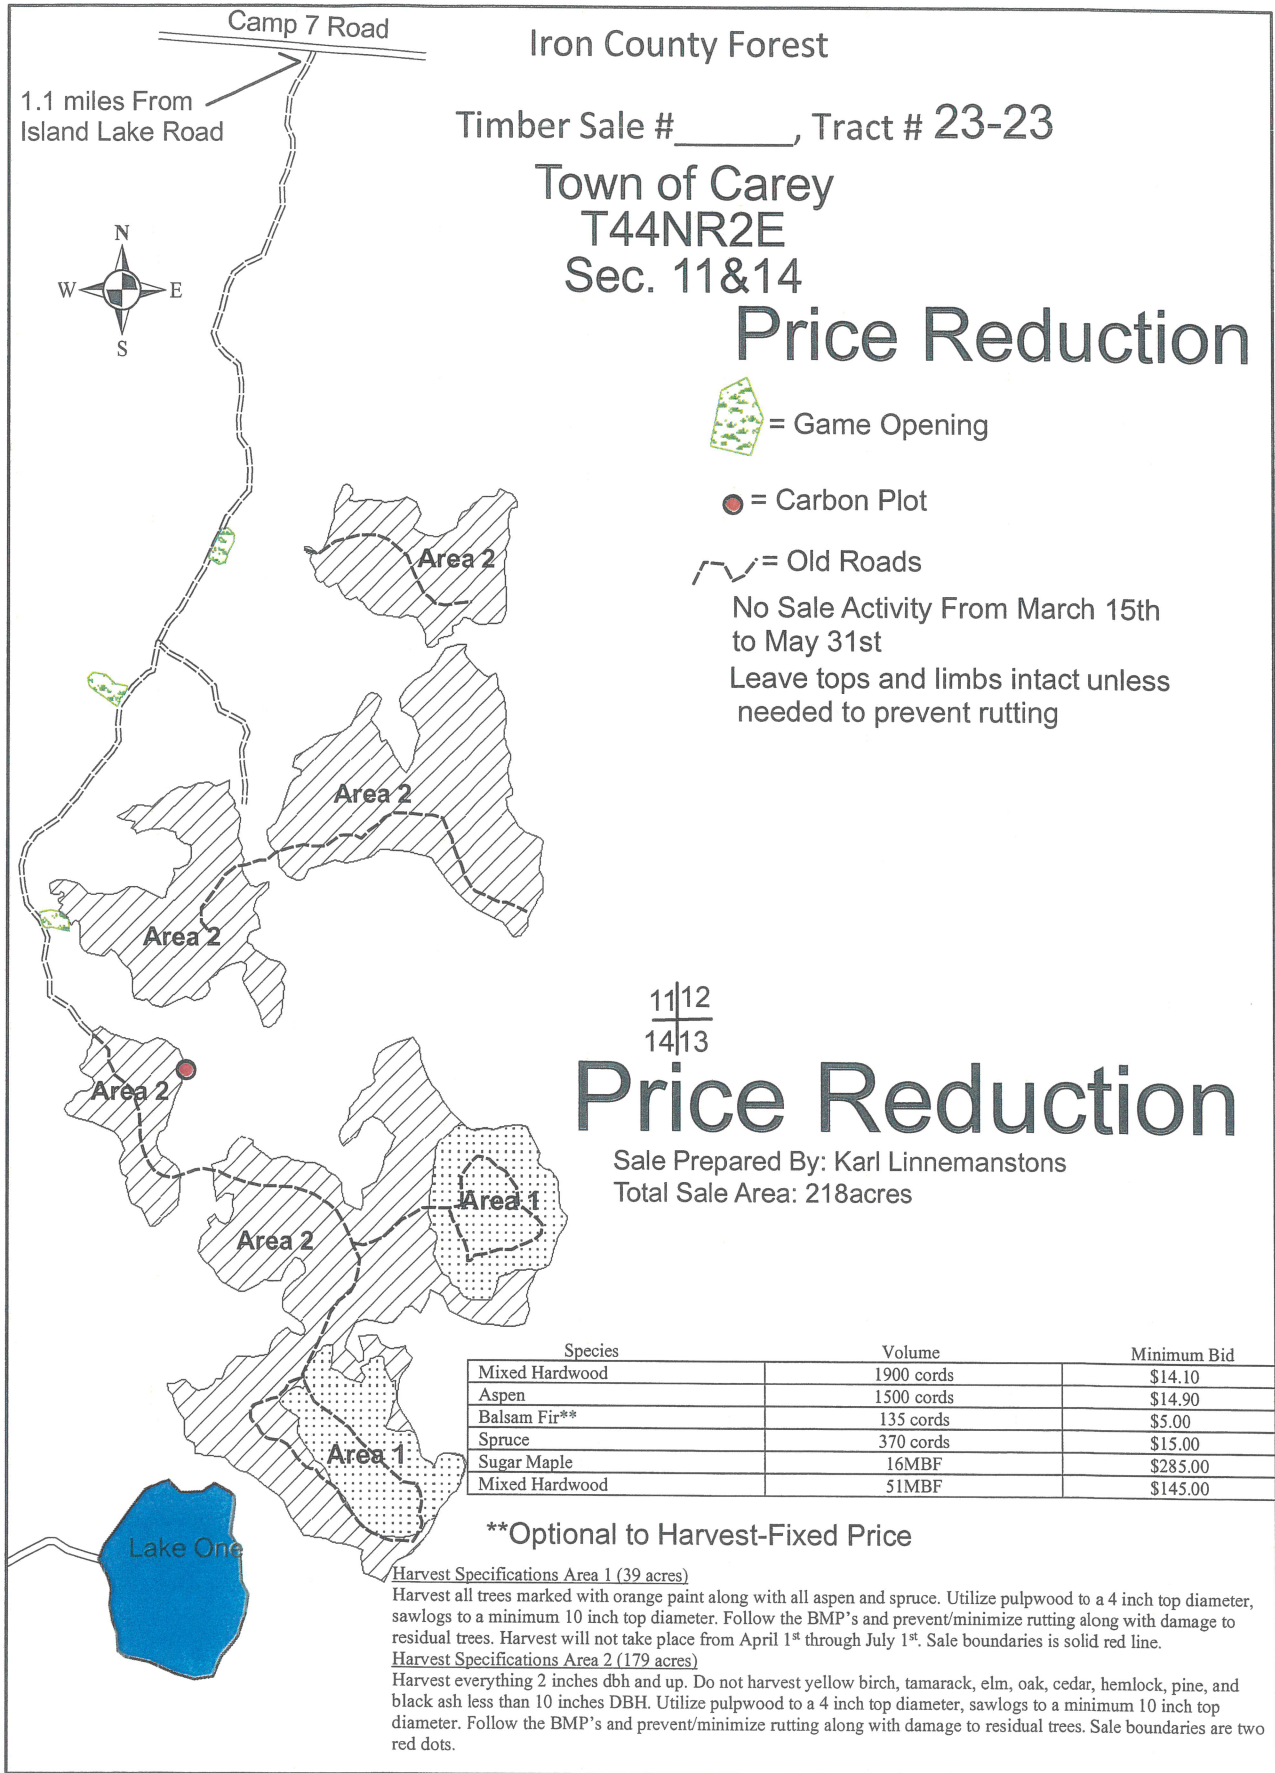 Camp 7 Road
Iron County Forest
1.1 miles From
Island Lake Road
Timber Sale #______, Tract # 23-23
Town of Carey
T44NR2E
Sec. 11&14
N
W E
S
Price Reduction
= Game Opening
= Carbon Plot
= Old Roads
No Sale Activity From March 15th
to May 31st
Leave tops and limbs intact unless
needed to prevent rutting
Area 2
Area 2
Area 2
11 12
14 13
Area 2
Price Reduction
Sale Prepared By: Karl Linnemanstons
Total Sale Area: 218acres
Area 1
Area 2
Species Volume Minimum Bid
Mixed Hardwood 1900 cords $14.10
Aspen 1500 cords $14.90
Balsam Fir** 135 cords $5.00
Spruce 370 cords $15.00
Sugar Maple 16MBF $285.00
Mixed Hardwood 51MBF $145.00
Area 1
Lake One
**Optional to Harvest-Fixed Price
Harvest Specifications Area 1 (39 acres)
Harvest all trees marked with orange paint along with all aspen and spruce. Utilize pulpwood to a 4 inch top diameter,
sawlogs to a minimum 10 inch top diameter. Follow the BMP's and prevent/minimize rutting along with damage to
residual trees. Harvest will not take place from April 1st through July 1st. Sale boundaries is solid red line.
Harvest Specifications Area 2 (179 acres)
Harvest everything 2 inches dbh and up. Do not harvest yellow birch, tamarack, elm, oak, cedar, hemlock, pine, and
black ash less than 10 inches DBH. Utilize pulpwood to a 4 inch top diameter, sawlogs to a minimum 10 inch top
diameter. Follow the BMP's and prevent/minimize rutting along with damage to residual trees. Sale boundaries are two
red dots.